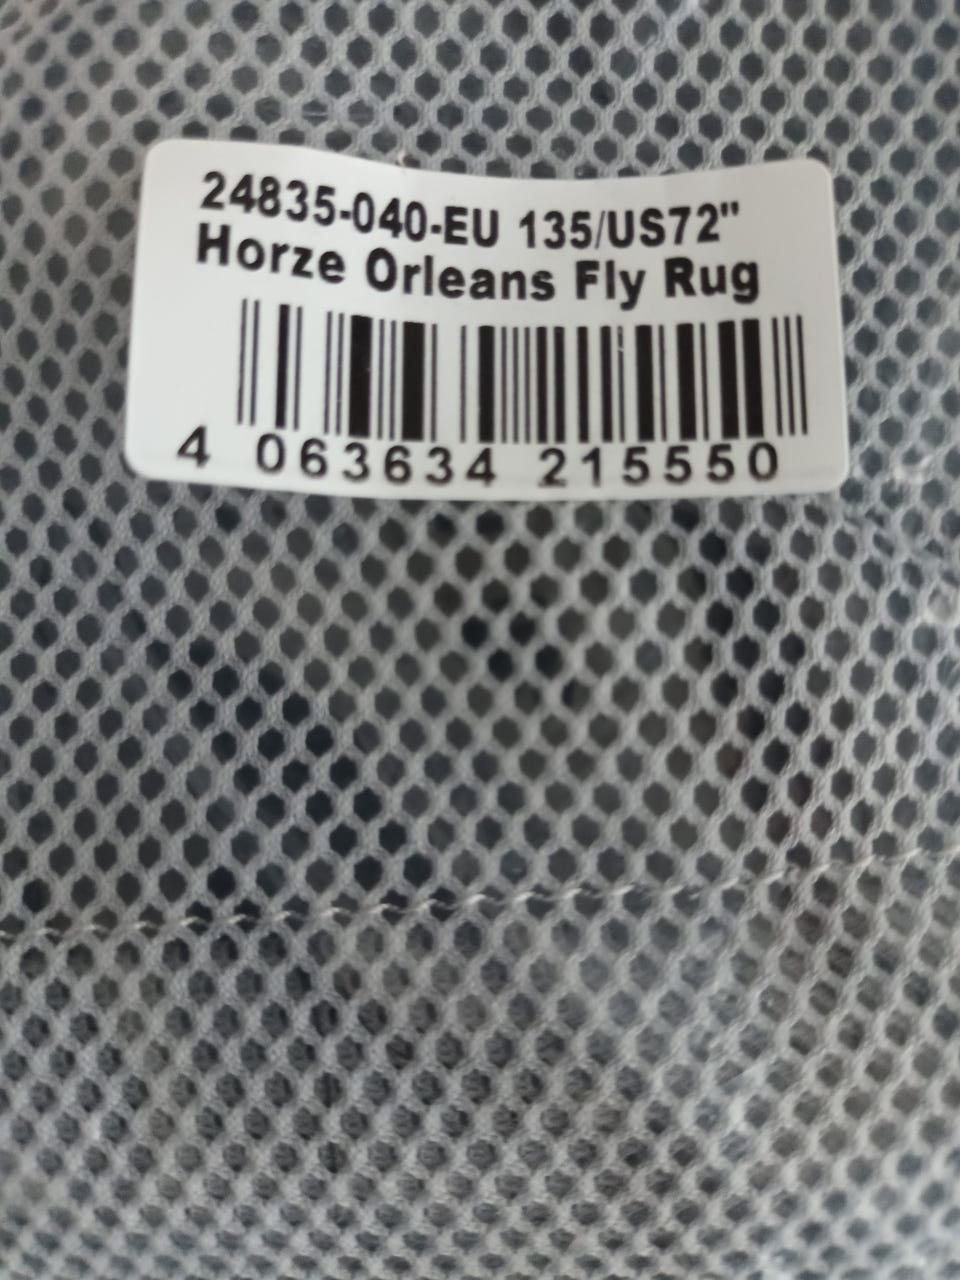 24835-040-EU 135/US72"
Horze Orleans Fly Rug
4 063634 215550